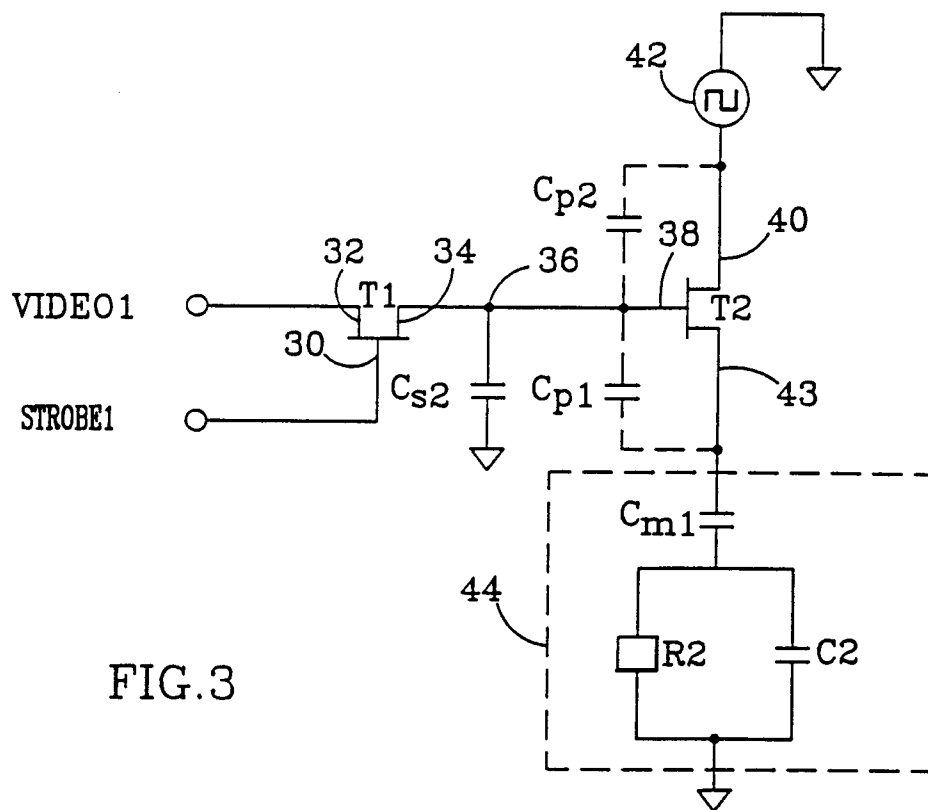 42
Cp2
40
32
34
36
38
VIDEO1
T1
T2
30
Cs2
Cp1
43
STROBE1
Cm1
44
R2
C2
FIG.3